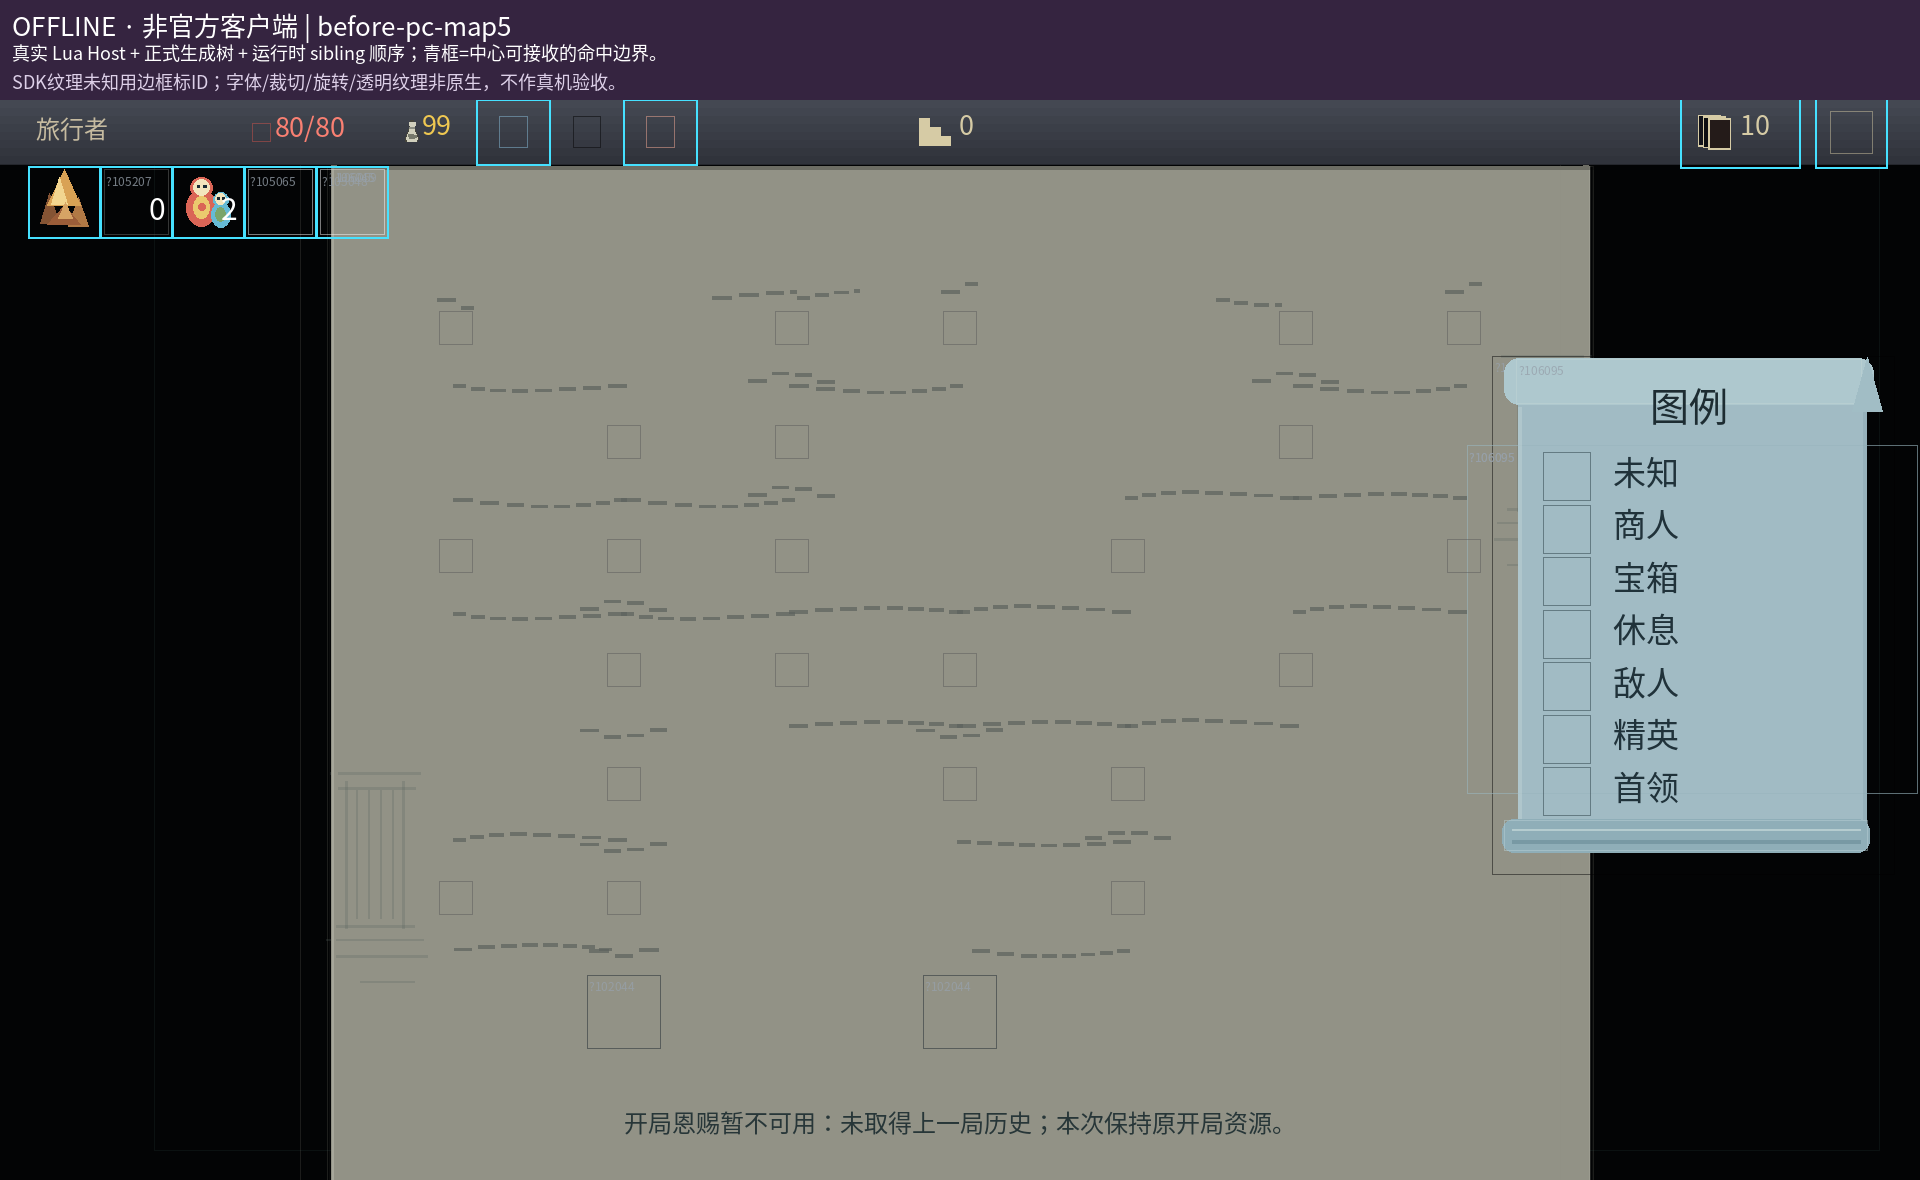 OFFLINE · 非官方客户端 | before-pc-map5
真实 Lua Host + 正式生成树 + 运行时 sibling 顺序；青框=中心可接收的命中边界。
SDK纹理未知用边框标ID；字体/裁切/旋转/透明纹理非原生，不作真机验收。
旅行者
80/80
99
0
10
?105207
0
2
?105065
?106095
图例
?106095
未知
商人
宝箱
休息
敌人
精英
首领
?202044
?202044
开局恩赐暂不可用：未取得上一局历史；本次保持原开局资源。